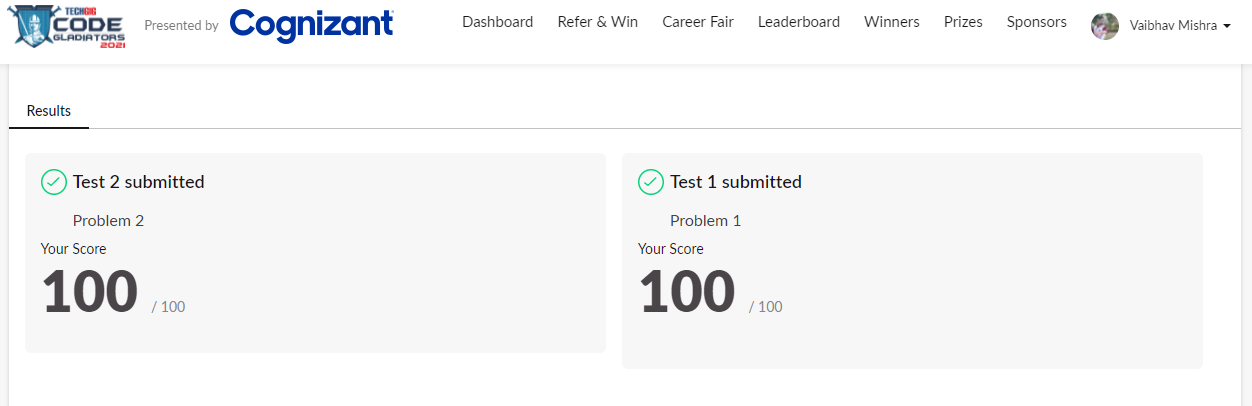 TECHGIG
CODE
GLADIATORS
2021
Presented by Cognizant
Dashboard Refer & Win Career Fair Leaderboard Winners Prizes Sponsors Vaibhav Mishra
Results
Test 2 submitted
Problem 2
Your Score
100 / 100
Test 1 submitted
Problem 1
Your Score
100 / 100